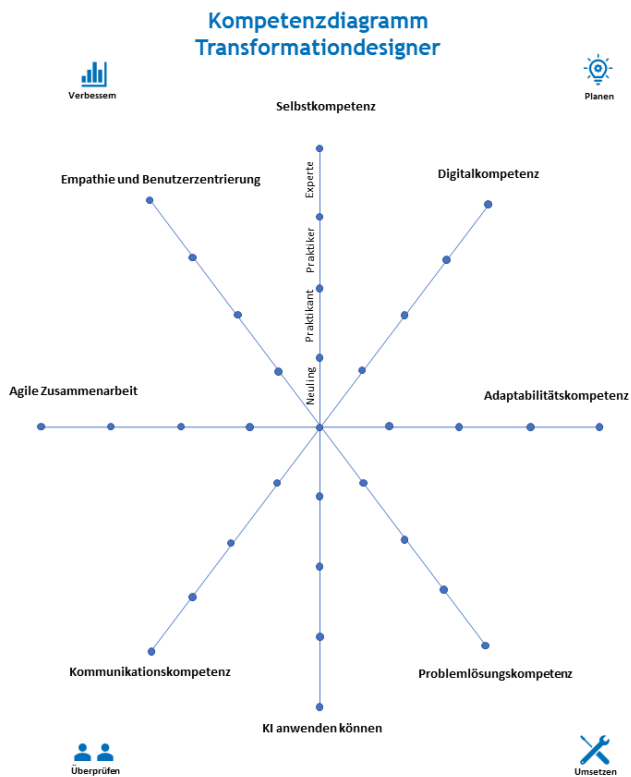 Kompetenzdiagramm
Transformationdesigner
Verbessern
Planen
Selbstkompetenz
Empathie und Benutzerzentrierung
Digitalkompetenz
Experte
Praktiker
Praktikant
Neuling
Agile Zusammenarbeit
Adaptabilitätskompetenz
Kommunikationskompetenz
Problemlösungskompetenz
KI anwenden können
Überprüfen
Umsetzen